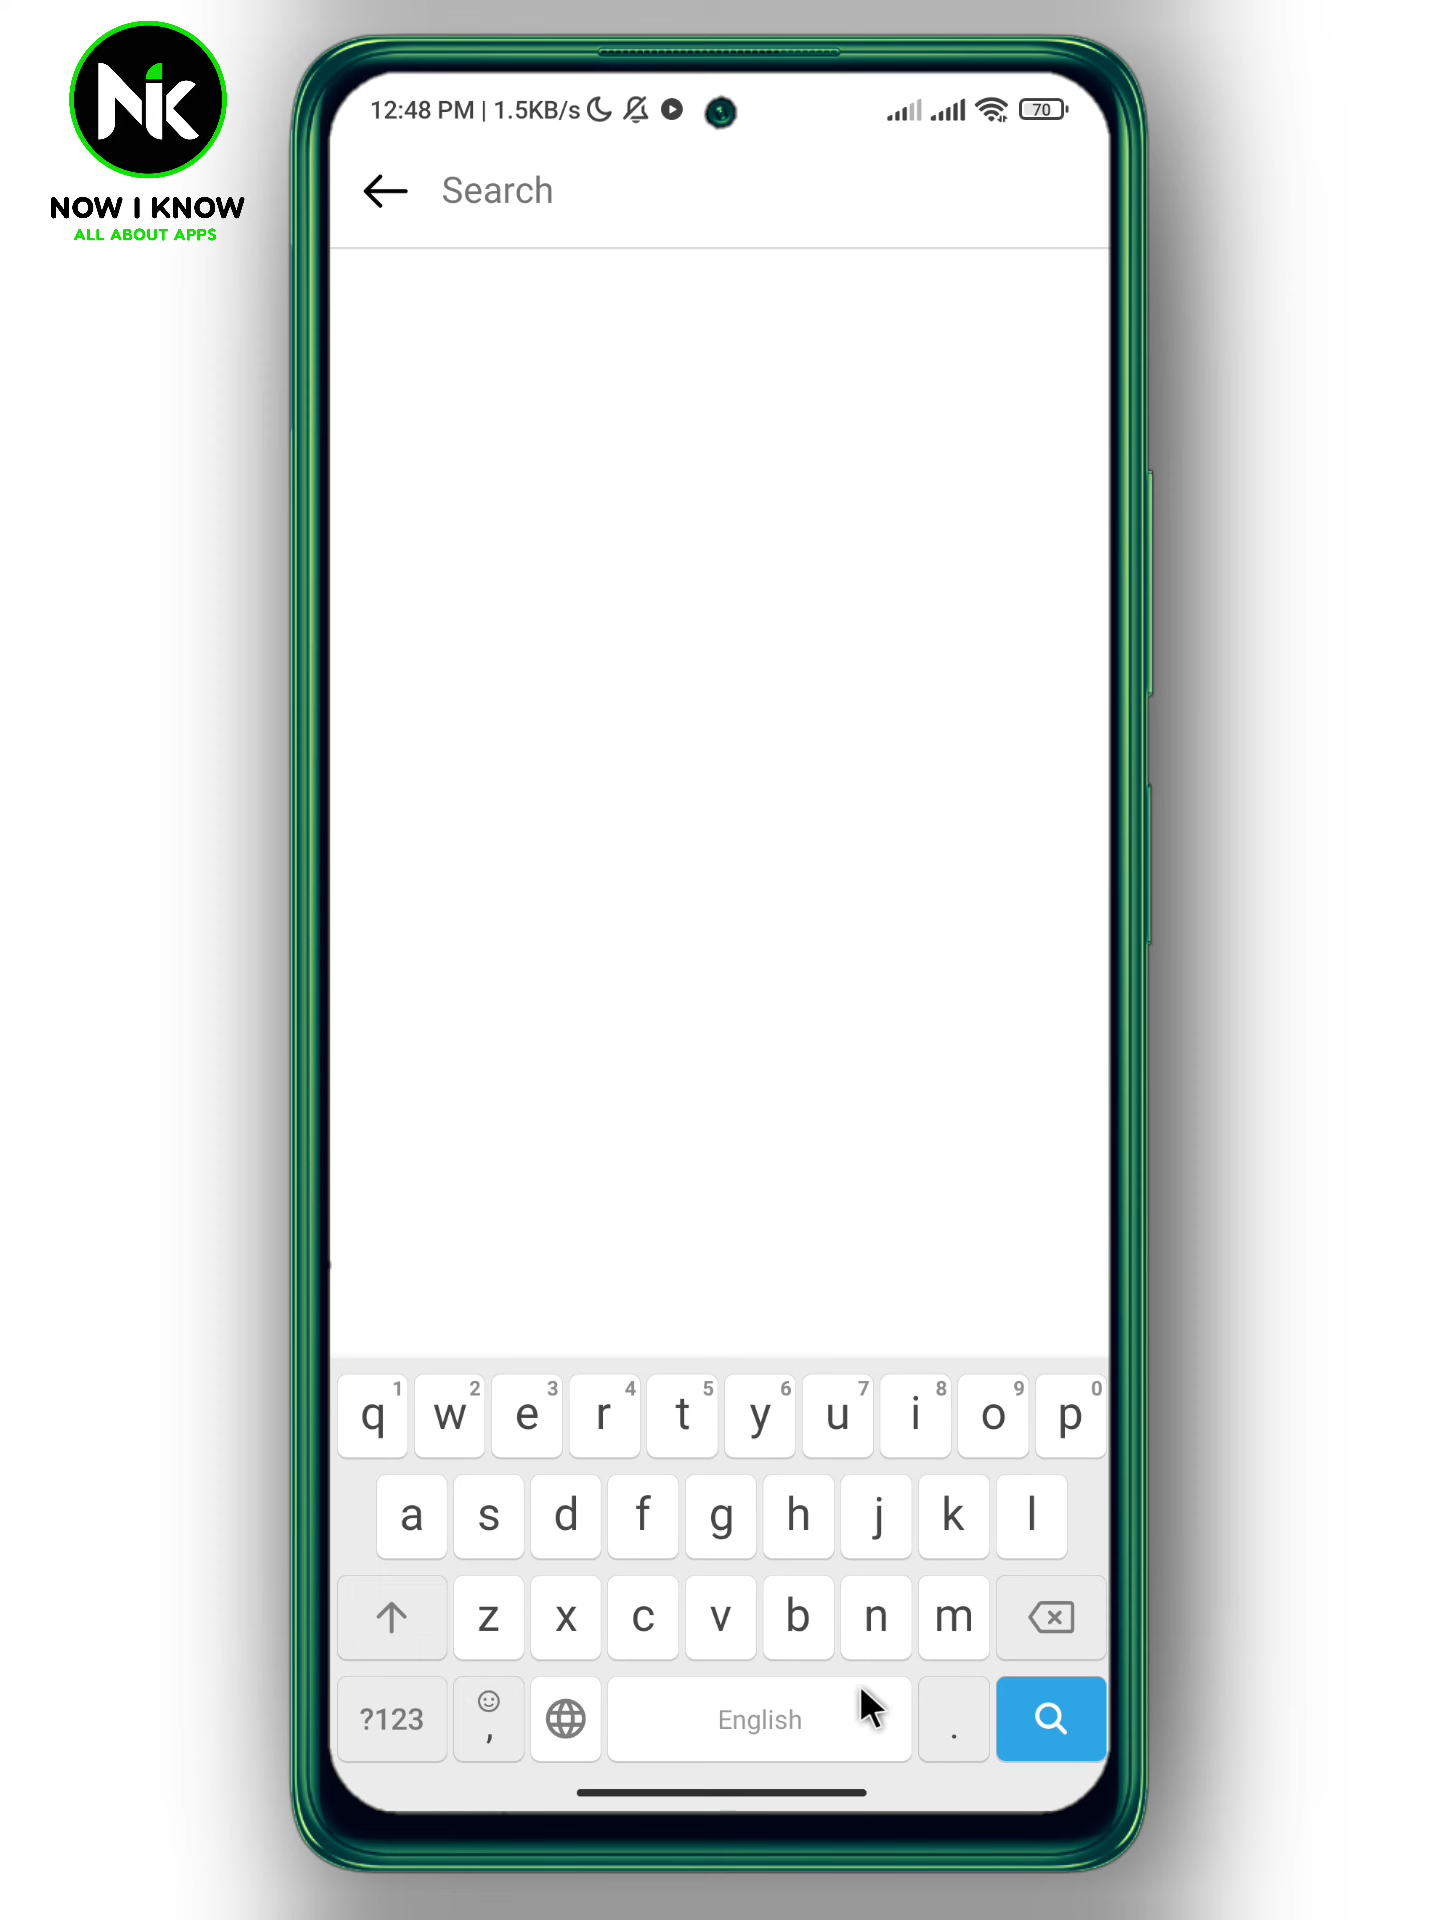 NiK
NOW I KNOW
ALL ABOUT APPS
12:48 PM | 1.5KB/s
70
Search
1 2 3 4 5 6 7 8 9 0
q w e r t y u i o p
a s d f g h j k l
z x c v b n m
?123 , English .